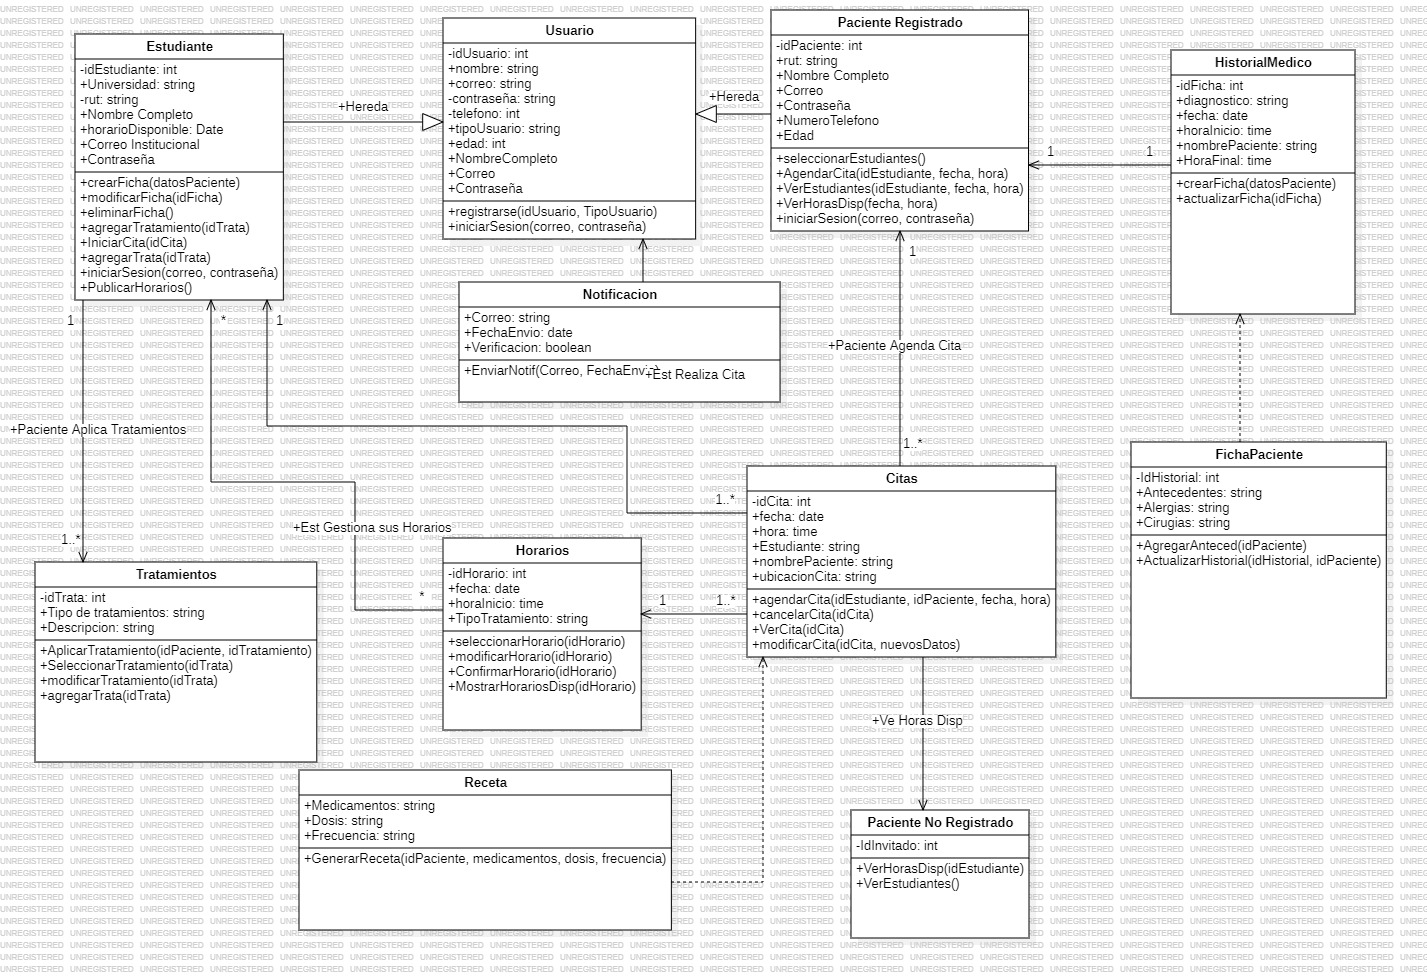 Estudiante
-idEstudiante: int
+Universidad: string
-rut: string
+Nombre Completo
+horarioDisponible: Date
+Correo Institucional
+Contraseña
+crearFicha(datosPaciente)
+modificarFicha(idFicha)
+eliminarFicha()
+agregarTratamiento(idTrata)
+IniciarCita(idCita)
+agregarTrata(idTrata)
+iniciarSesion(correo, contraseña)
+PublicarHorarios()
+Hereda
Usuario
-idUsuario: int
+nombre: string
+correo: string
-contraseña: string
-telefono: int
+tipoUsuario: string
+edad: int
+NombreCompleto
+Correo
+Contraseña
+registrarse(idUsuario, TipoUsuario)
+iniciarSesion(correo, contraseña)
+Hereda
Paciente Registrado
-idPaciente: int
+rut: string
+Nombre Completo
+Correo
+Contraseña
+NumeroTelefono
+Edad
+seleccionarEstudiantes()
+AgendarCita(idEstudiante, fecha, hora)
+VerEstudiantes(idEstudiante, fecha, hora)
+VerHorasDisp(fecha, hora)
+iniciarSesion(correo, contraseña)
1
1
HistorialMedico
-idFicha: int
+diagnostico: string
+fecha: date
+horaInicio: time
+nombrePaciente: string
+HoraFinal: time
+crearFicha(datosPaciente)
+actualizarFicha(idFicha)
Notificacion
+Correo: string
+FechaEnvio: date
+Verificacion: boolean
+EnviarNotif(Correo, FechaEnvio)
+Est Realiza Cita
1
*
1
1
+Paciente Agenda Cita
1..*
+Paciente Aplica Tratamientos
1..*
FichaPaciente
-IdHistorial: int
+Antecedentes: string
+Alergias: string
+Cirugias: string
+AgregarAnteced(idPaciente)
+ActualizarHistorial(idHistorial, idPaciente)
Citas
-idCita: int
+fecha: date
+hora: time
+Estudiante: string
+nombrePaciente: string
+ubicacionCita: string
+agendarCita(idEstudiante, idPaciente, fecha, hora)
+cancelarCita(idCita)
+VerCita(idCita)
+modificarCita(idCita, nuevosDatos)
1..*
+Est Gestiona sus Horarios
*
1
1..*
Horarios
-idHorario: int
+fecha: date
+horaInicio: time
+TipoTratamiento: string
+seleccionarHorario(idHorario)
+modificarHorario(idHorario)
+ConfirmarHorario(idHorario)
+MostrarHorariosDisp(idHorario)
Tratamientos
-idTrata: int
+Tipo de tratamientos: string
+Descripcion: string
+AplicarTratamiento(idPaciente, idTratamiento)
+SeleccionarTratamiento(idTrata)
+modificarTratamiento(idTrata)
+agregarTrata(idTrata)
+Ve Horas Disp
Receta
+Medicamentos: string
+Dosis: string
+Frecuencia: string
+GenerarReceta(idPaciente, medicamentos, dosis, frecuencia)
Paciente No Registrado
-IdInvitado: int
+VerHorasDisp(idEstudiante)
+VerEstudiantes()
UNREGISTERED